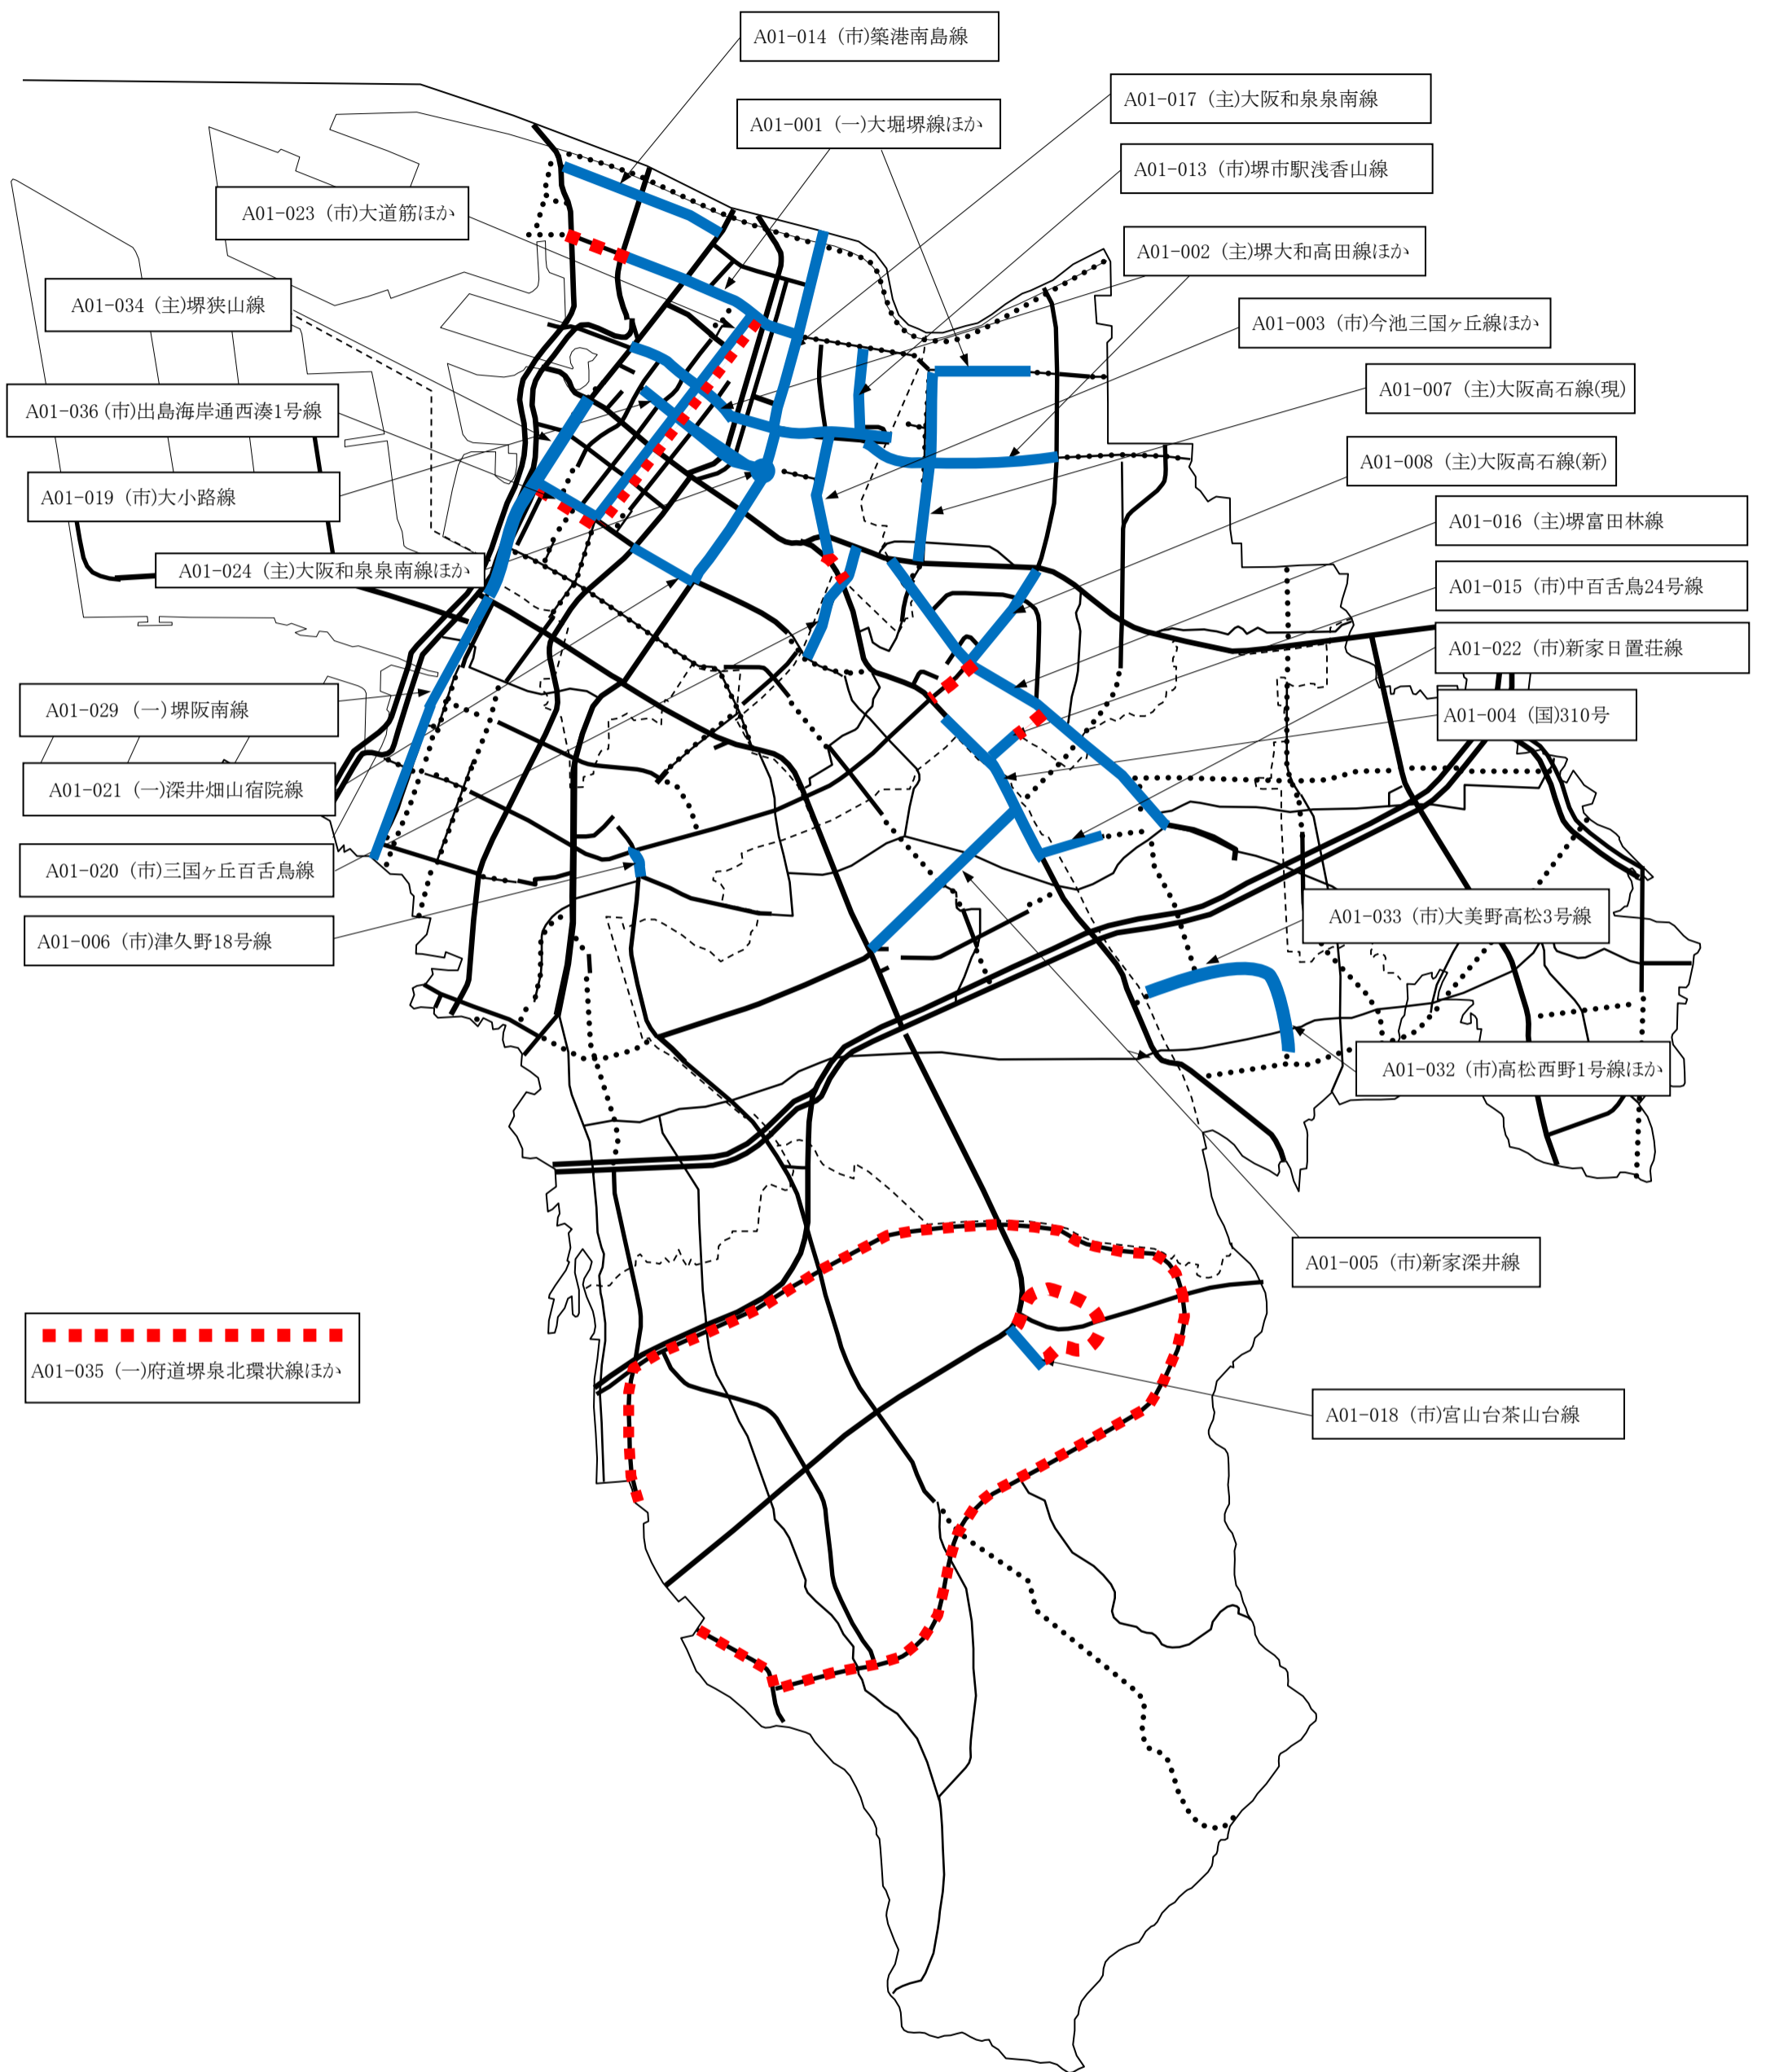 A01-014 (市)築港南島線
A01-017 (主)大阪和泉泉南線
A01-001 (一)大堀堺線ほか
A01-013 (市)堺市駅浅香山線
A01-023 (市)大道筋ほか
A01-002 (主)堺大和高田線ほか
A01-034 (主)堺狭山線
A01-003 (市)今池三国ヶ丘線ほか
A01-007 (主)大阪高石線(現)
A01-036 (市)出島海岸通西湊1号線
A01-008 (主)大阪高石線(新)
A01-019 (市)大小路線
A01-016 (主)堺富田林線
A01-024 (主)大阪和泉泉南線ほか
A01-015 (市)中百舌鳥24号線
A01-022 (市)新家日置荘線
A01-029 (一)堺阪南線
A01-004 (国)310号
A01-021 (一)深井畑山宿院線
A01-020 (市)三国ヶ丘百舌鳥線
A01-033 (市)大美野高松3号線
A01-006 (市)津久野18号線
A01-032 (市)高松西野1号線ほか
A01-005 (市)新家深井線
A01-035 (一)府道堺泉北環状線ほか
A01-018 (市)宮山台茶山台線